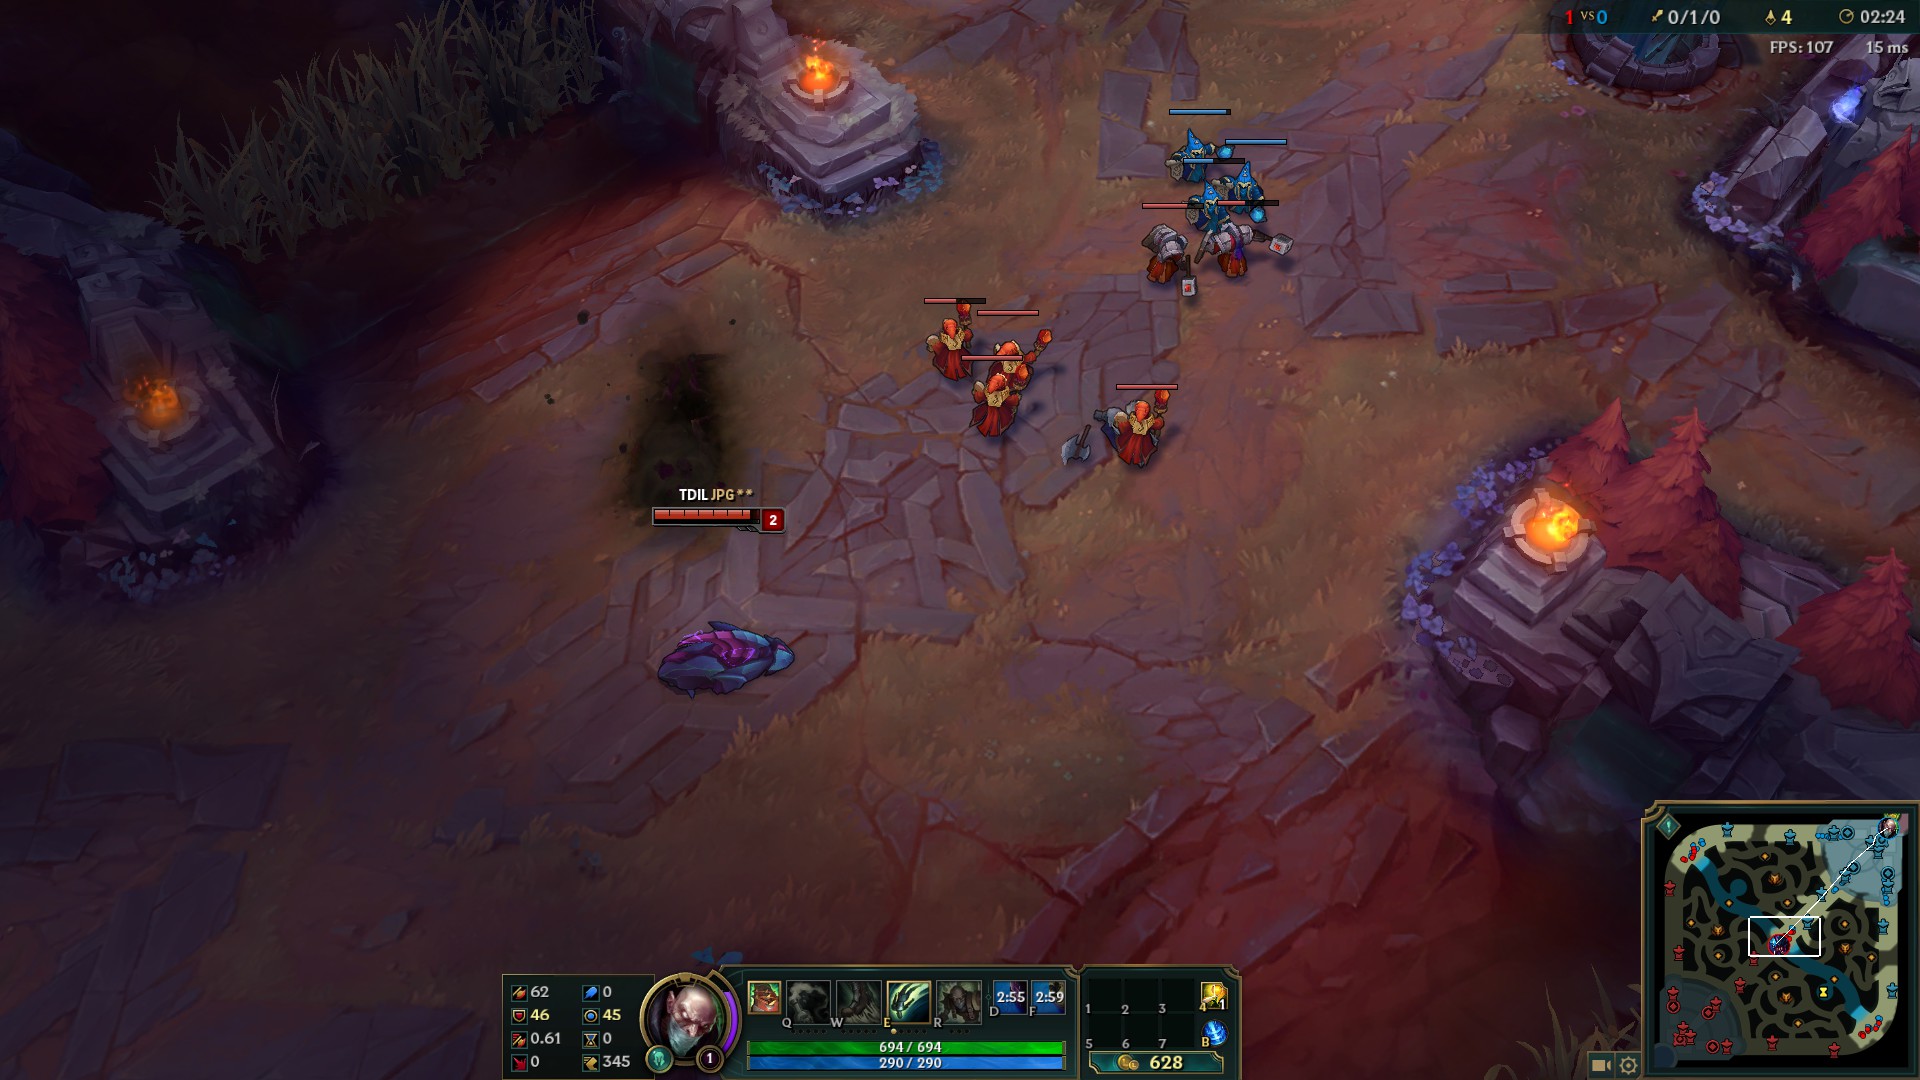 1 VS 0 0/1/0 4 02:24
FPS: 107 15 ms
TDIL JPG**
2
62 0
46 45
0.61 0
0 345
1
Q W E R
2:55 2:59
D F
694 / 694
290 / 290
1 2 3 4 1
5 6 7 B
628